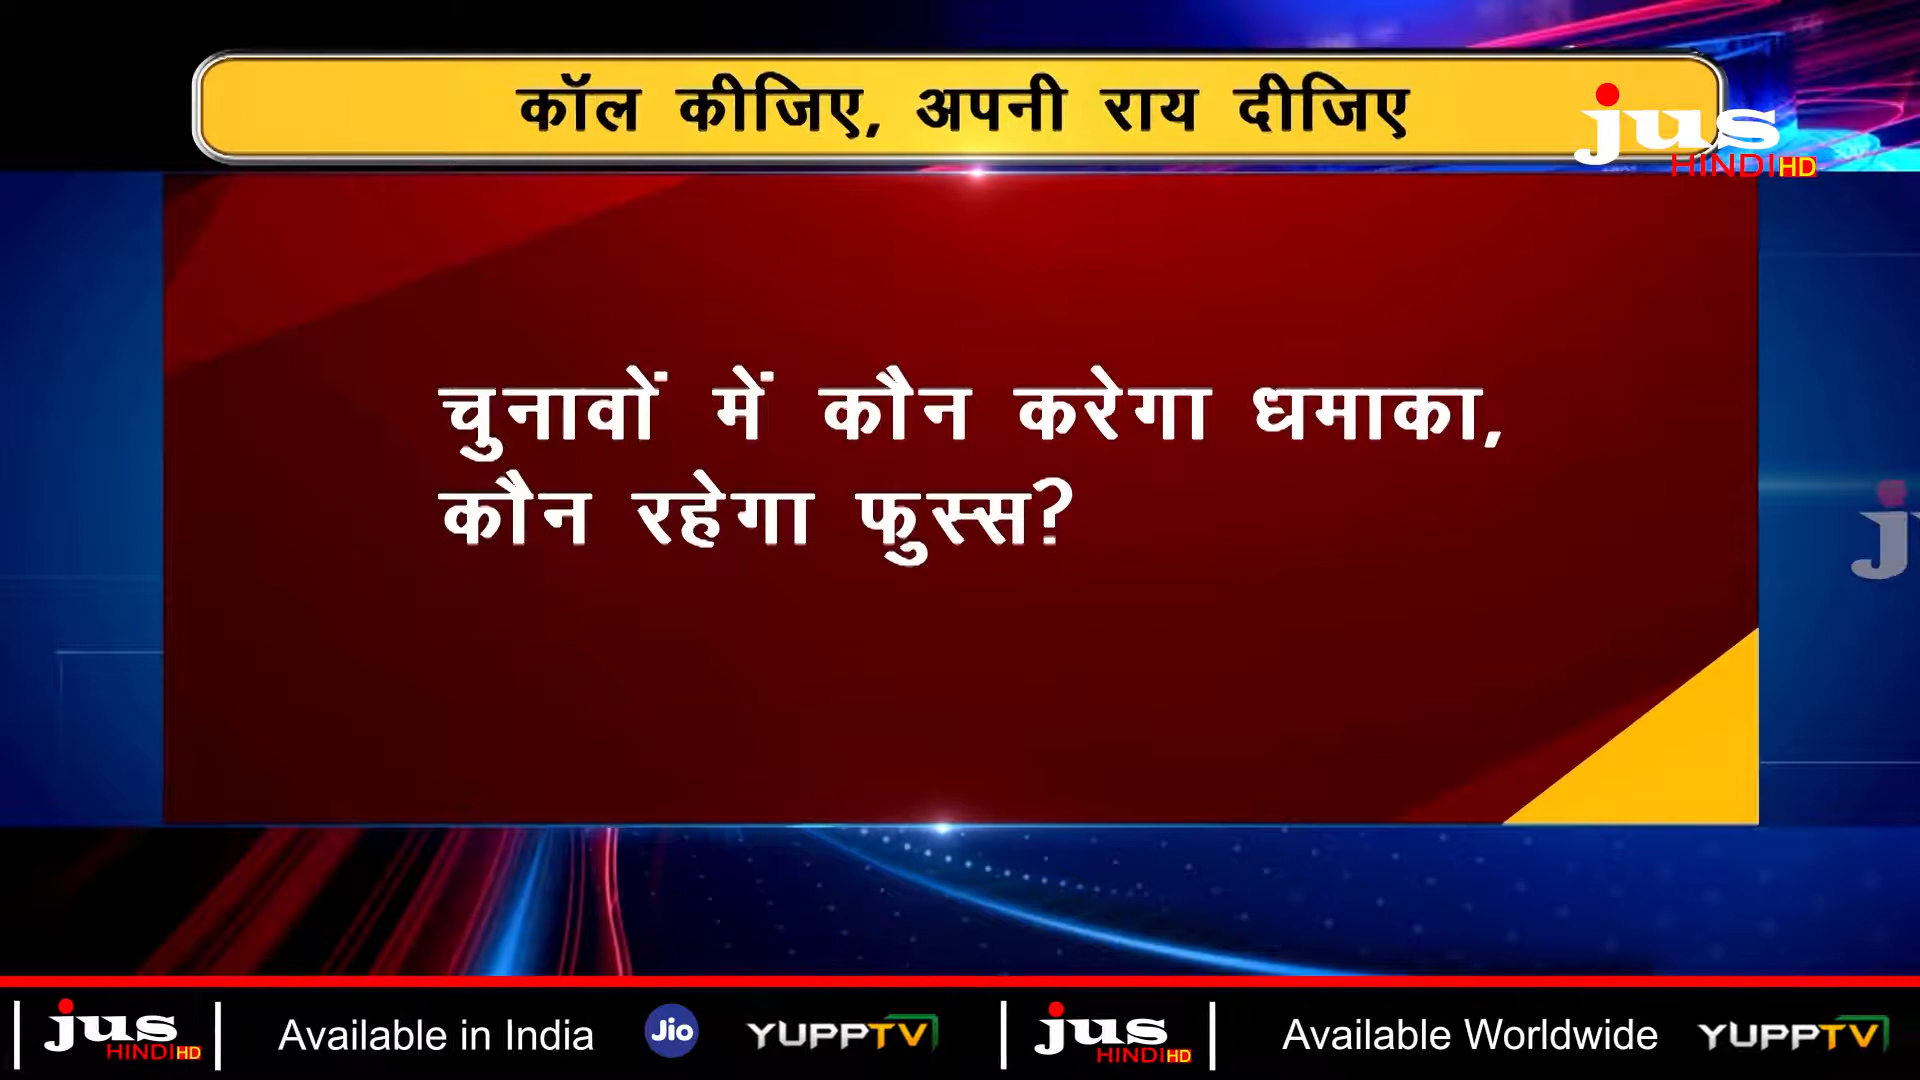 कॉल कीजिए, अपनी राय दीजिए
jus
HINDI HD
चुनावों में कौन करेगा धमाका,
कौन रहेगा फुस्स?
j
jus HINDI HD Available in India Jio YUPPTV jus HINDI HD Available Worldwide YUPPTV